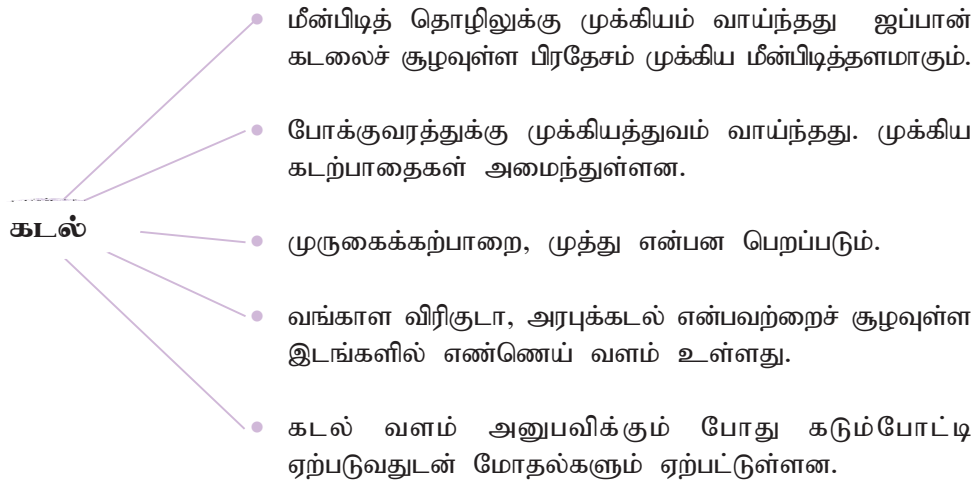 மீன்பிடித் தொழிலுக்கு முக்கியம் வாய்ந்தது ஜப்பான்
கடலைச் சூழவுள்ள பிரதேசம் முக்கிய மீன்பிடித்தளமாகும்.
போக்குவரத்துக்கு முக்கியத்துவம் வாய்ந்தது. முக்கிய
கடற்பாதைகள் அமைந்துள்ளன.
கடல்
முருகைக்கற்பாறை, முத்து என்பன பெறப்படும்.
வங்காள விரிகுடா, அரபுக்கடல் என்பவற்றைச் சூழவுள்ள
இடங்களில் எண்ணெய் வளம் உள்ளது.
கடல் வளம் அனுபவிக்கும் போது கடும்போட்டி
ஏற்படுவதுடன் மோதல்களும் ஏற்பட்டுள்ளன.